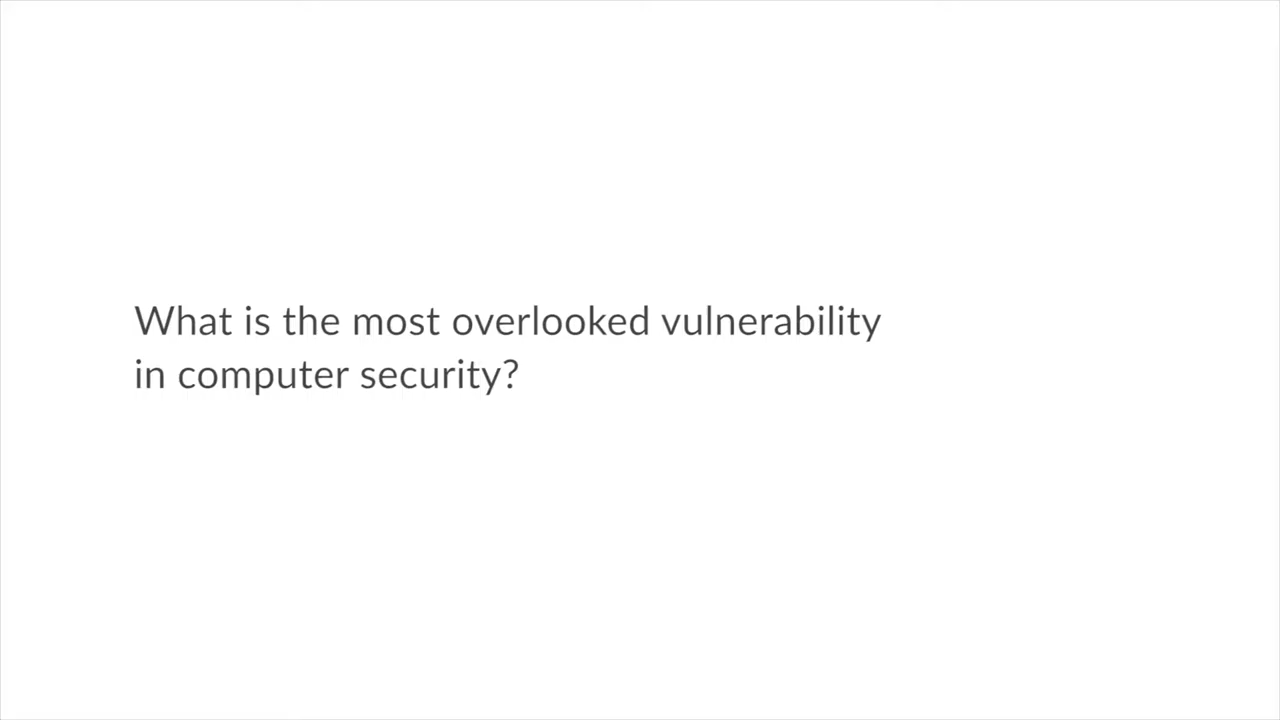 What is the most overlooked vulnerability
in computer security?